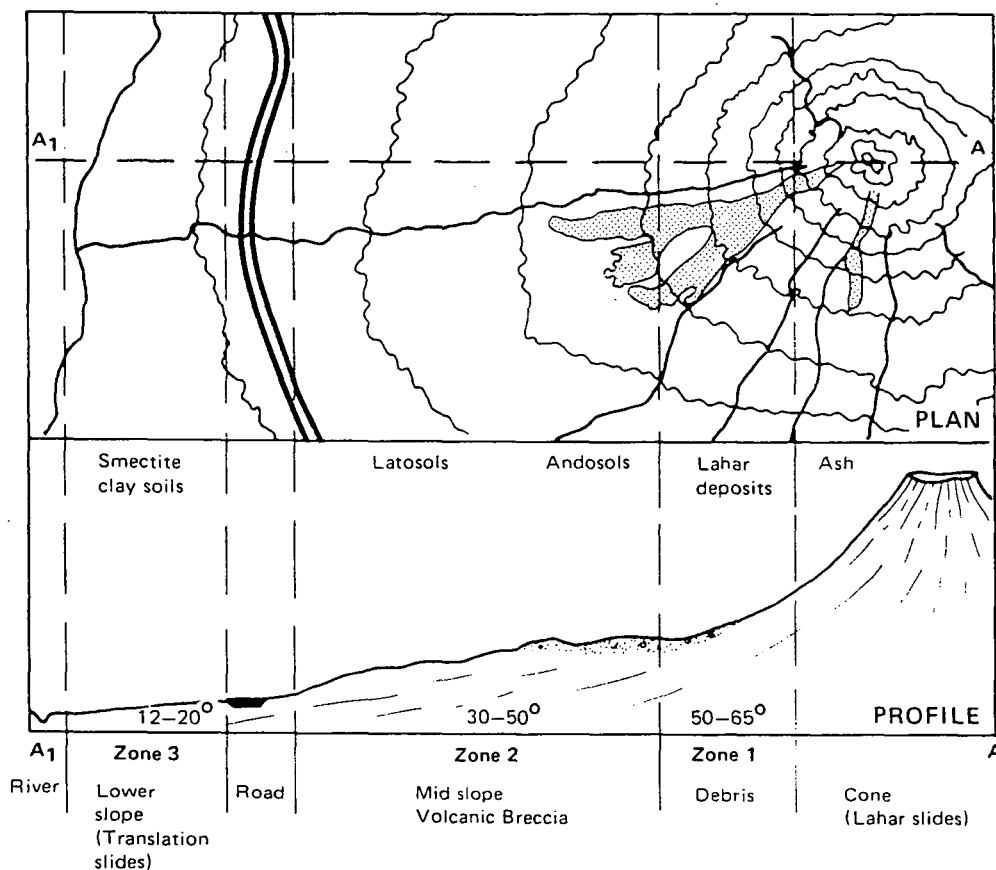 A1
A
PLAN
Smectite
clay soils
Latosols
Andosols
Lahar
deposits
Ash
12–20°
30–50°
50–65°
PROFILE
A1
Zone 3
Zone 2
Zone 1
A
River
Lower
slope
(Translation
slides)
Road
Mid slope
Volcanic Breccia
Debris
Cone
(Lahar slides)